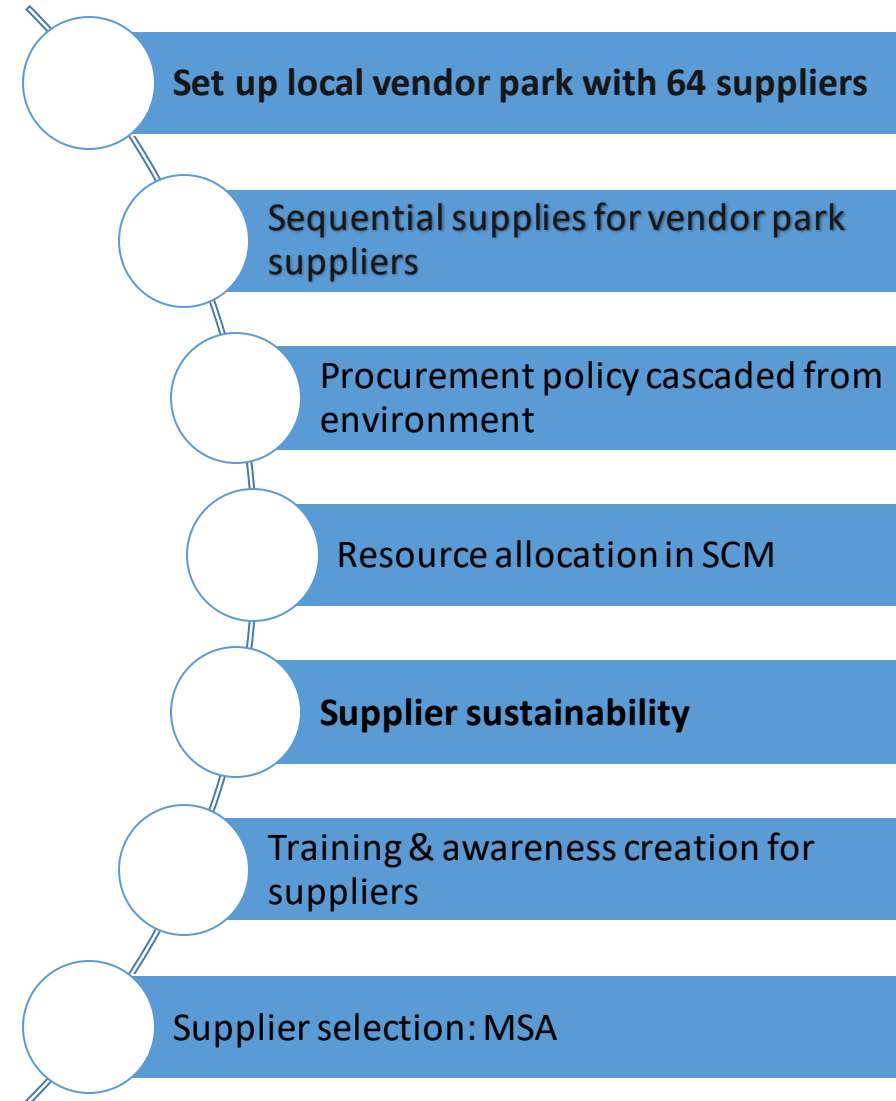 Set up local vendor park with 64 suppliers
Sequential supplies for vendor park
suppliers
Procurement policy cascaded from
environment
Resource allocation in SCM
Supplier sustainability
Training & awareness creation for
suppliers
Supplier selection: MSA